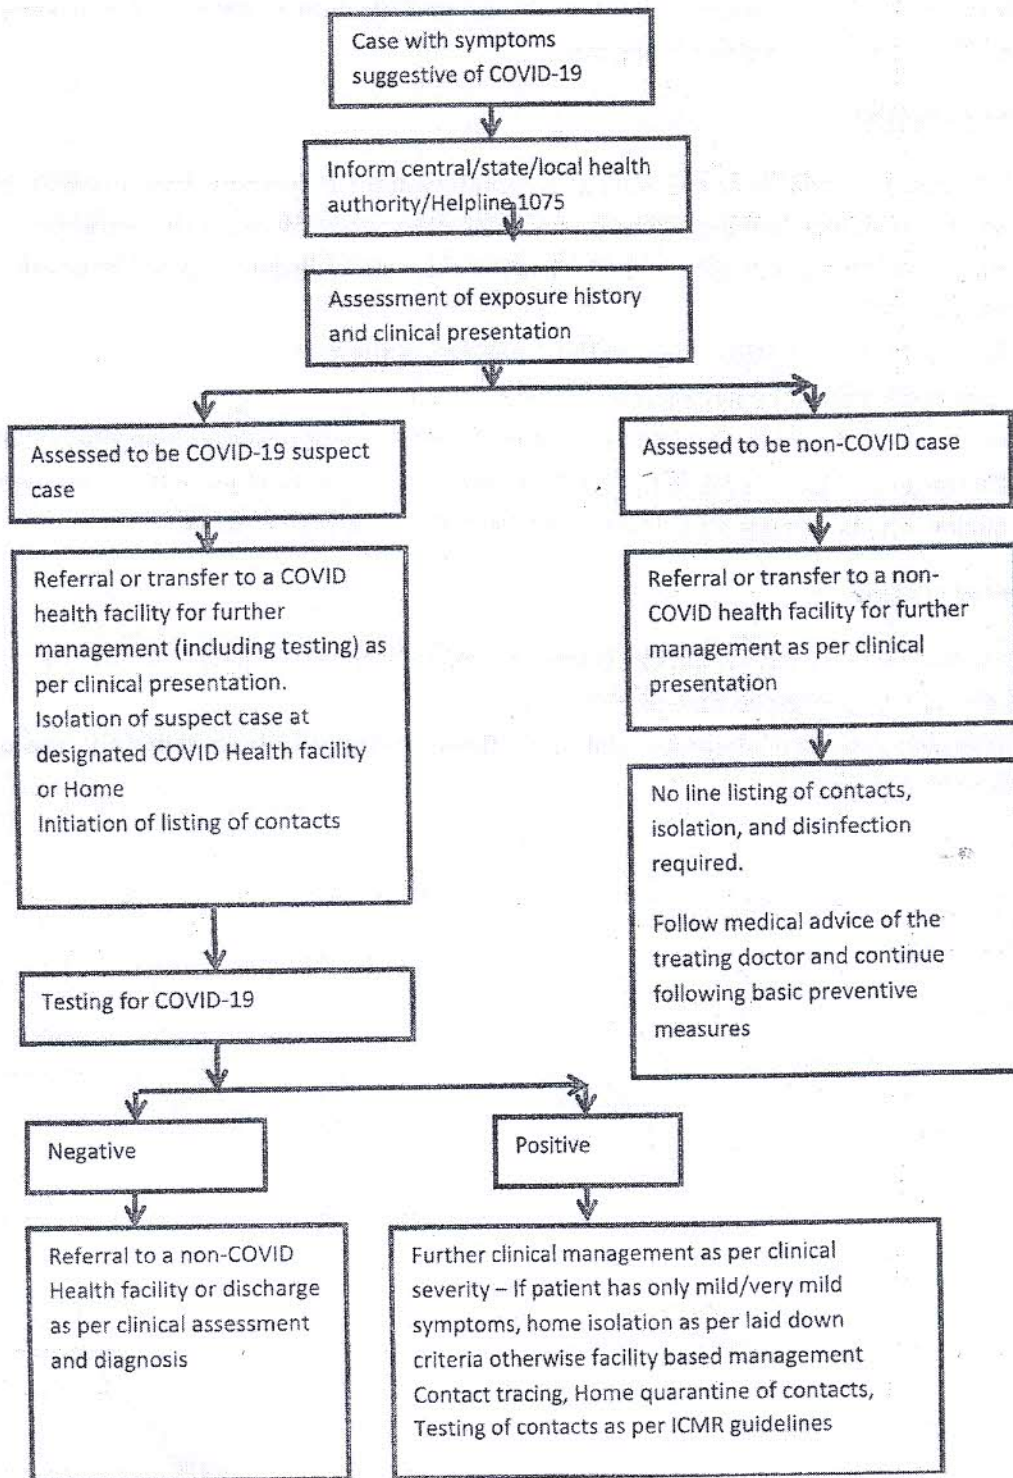 Case with symptoms
suggestive of COVID-19
Inform central/state/local health
authority/Helpline 1075
Assessment of exposure history
and clinical presentation
Assessed to be COVID-19 suspect
case
Assessed to be non-COVID case
Referral or transfer to a COVID
health facility for further
management (including testing) as
per clinical presentation.
Isolation of suspect case at
designated COVID Health facility
or Home
Initiation of listing of contacts
Referral or transfer to a non-
COVID health facility for further
management as per clinical
presentation
No line listing of contacts,
isolation, and disinfection
required.
Follow medical advice of the
treating doctor and continue
following basic preventive
measures
Testing for COVID-19
Negative
Positive
Referral to a non-COVID
Health facility or discharge
as per clinical assessment
and diagnosis
Further clinical management as per clinical
severity – If patient has only mild/very mild
symptoms, home isolation as per laid down
criteria otherwise facility based management
Contact tracing, Home quarantine of contacts,
Testing of contacts as per ICMR guidelines